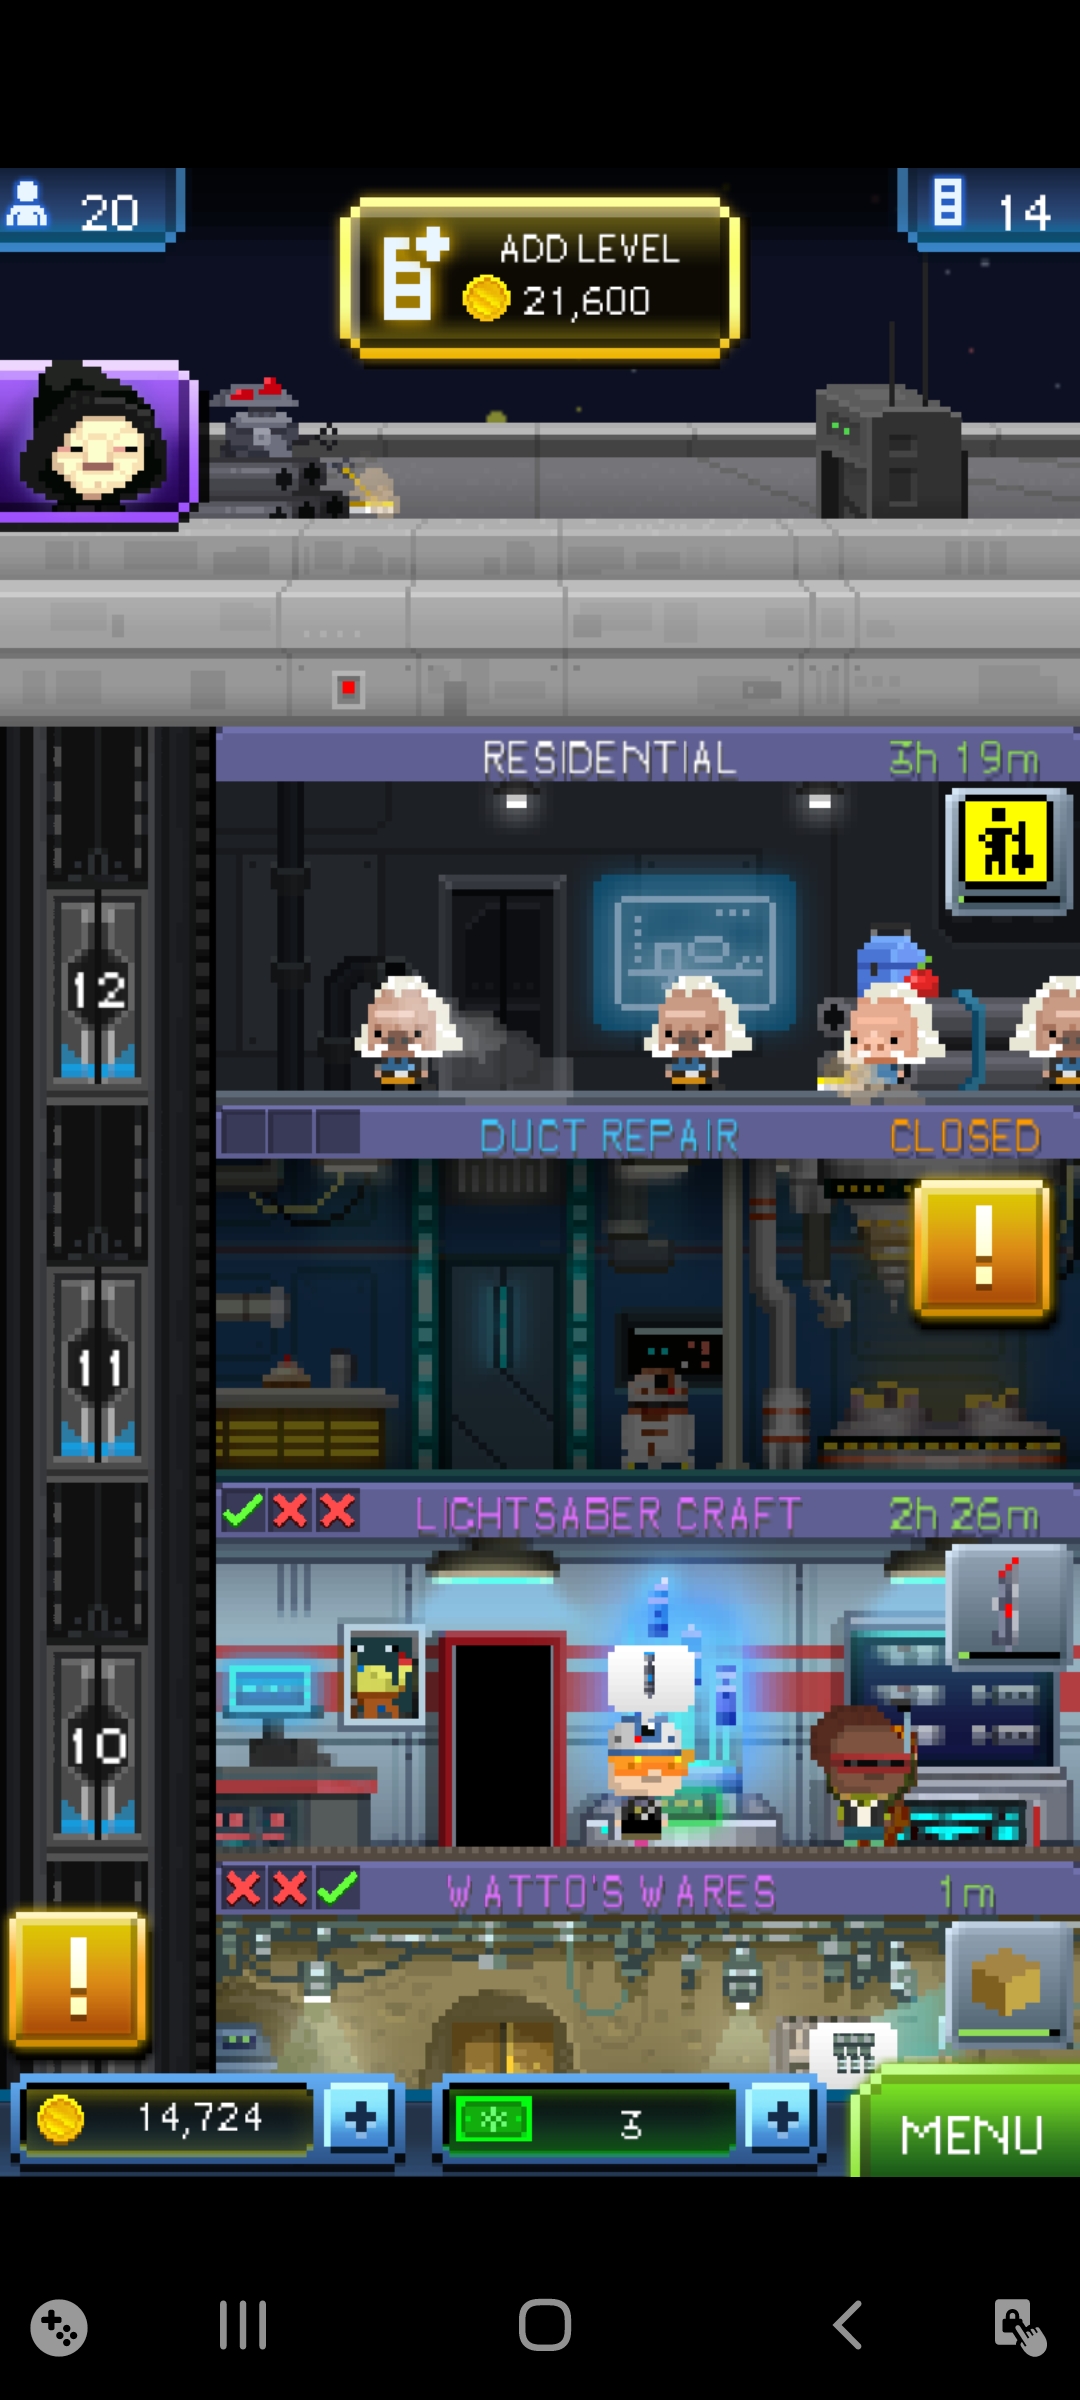 20
ADD LEVEL
21,600
14
RESIDENTIAL
3h 19m
12
DUCT REPAIR
CLOSED
!
11
LIGHTSABER CRAFT
2h 26m
10
WATTO'S WARES
1m
!
14,724
+
3
+
MENU